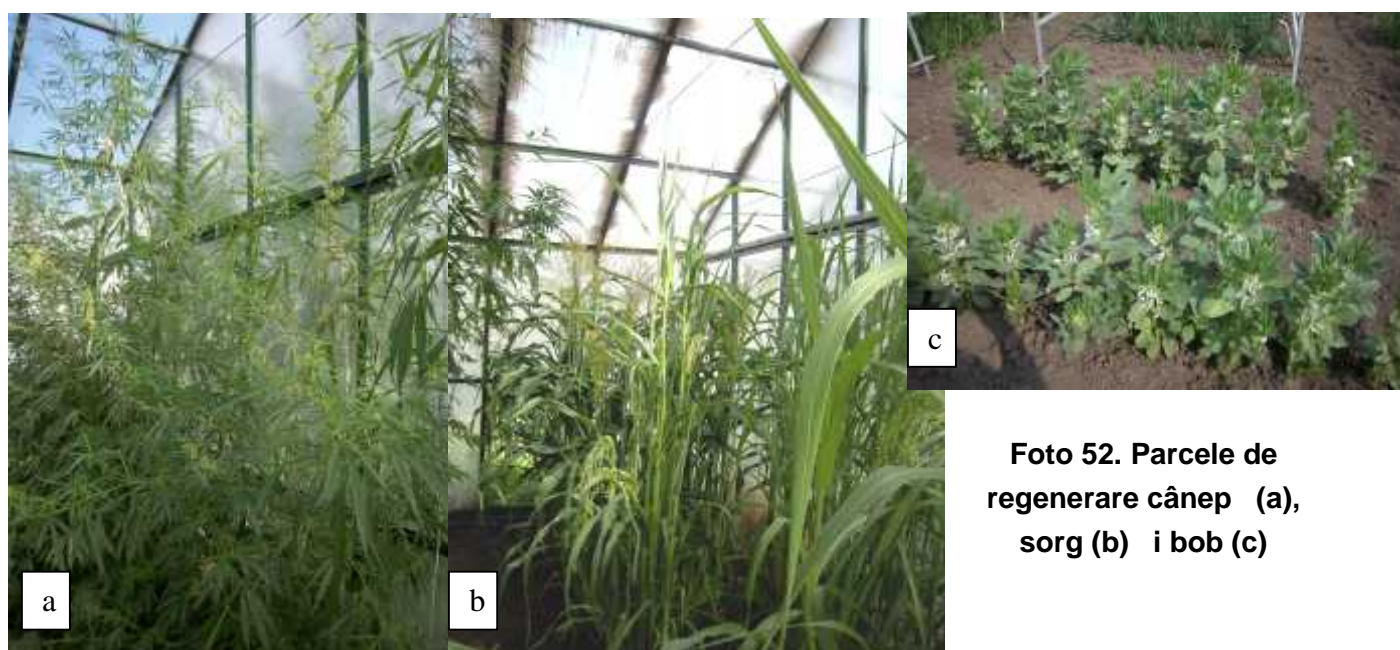 a
b
c
Foto 52. Parcele de
regenerare cânep (a),
sorg (b) i bob (c)